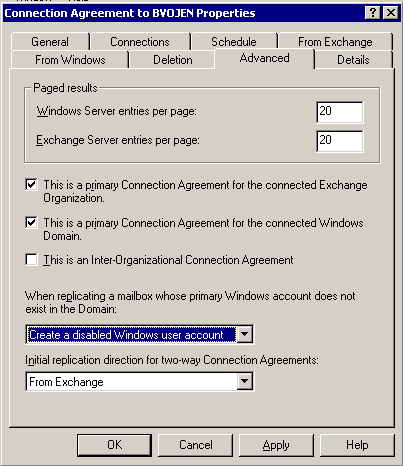 Connection Agreement to BVOJEN Properties
General Connections Schedule From Exchange
From Windows Deletion Advanced Details
Paged results
Windows Server entries per page: 20
Exchange Server entries per page: 20
This is a primary Connection Agreement for the connected Exchange
Organization.
This is a primary Connection Agreement for the connected Windows
Domain.
This is an Inter-Organizational Connection Agreement
When replicating a mailbox whose primary Windows account does not
exist in the Domain:
Create a disabled Windows user account
Initial replication direction for two-way Connection Agreements:
From Exchange
OK Cancel Apply Help